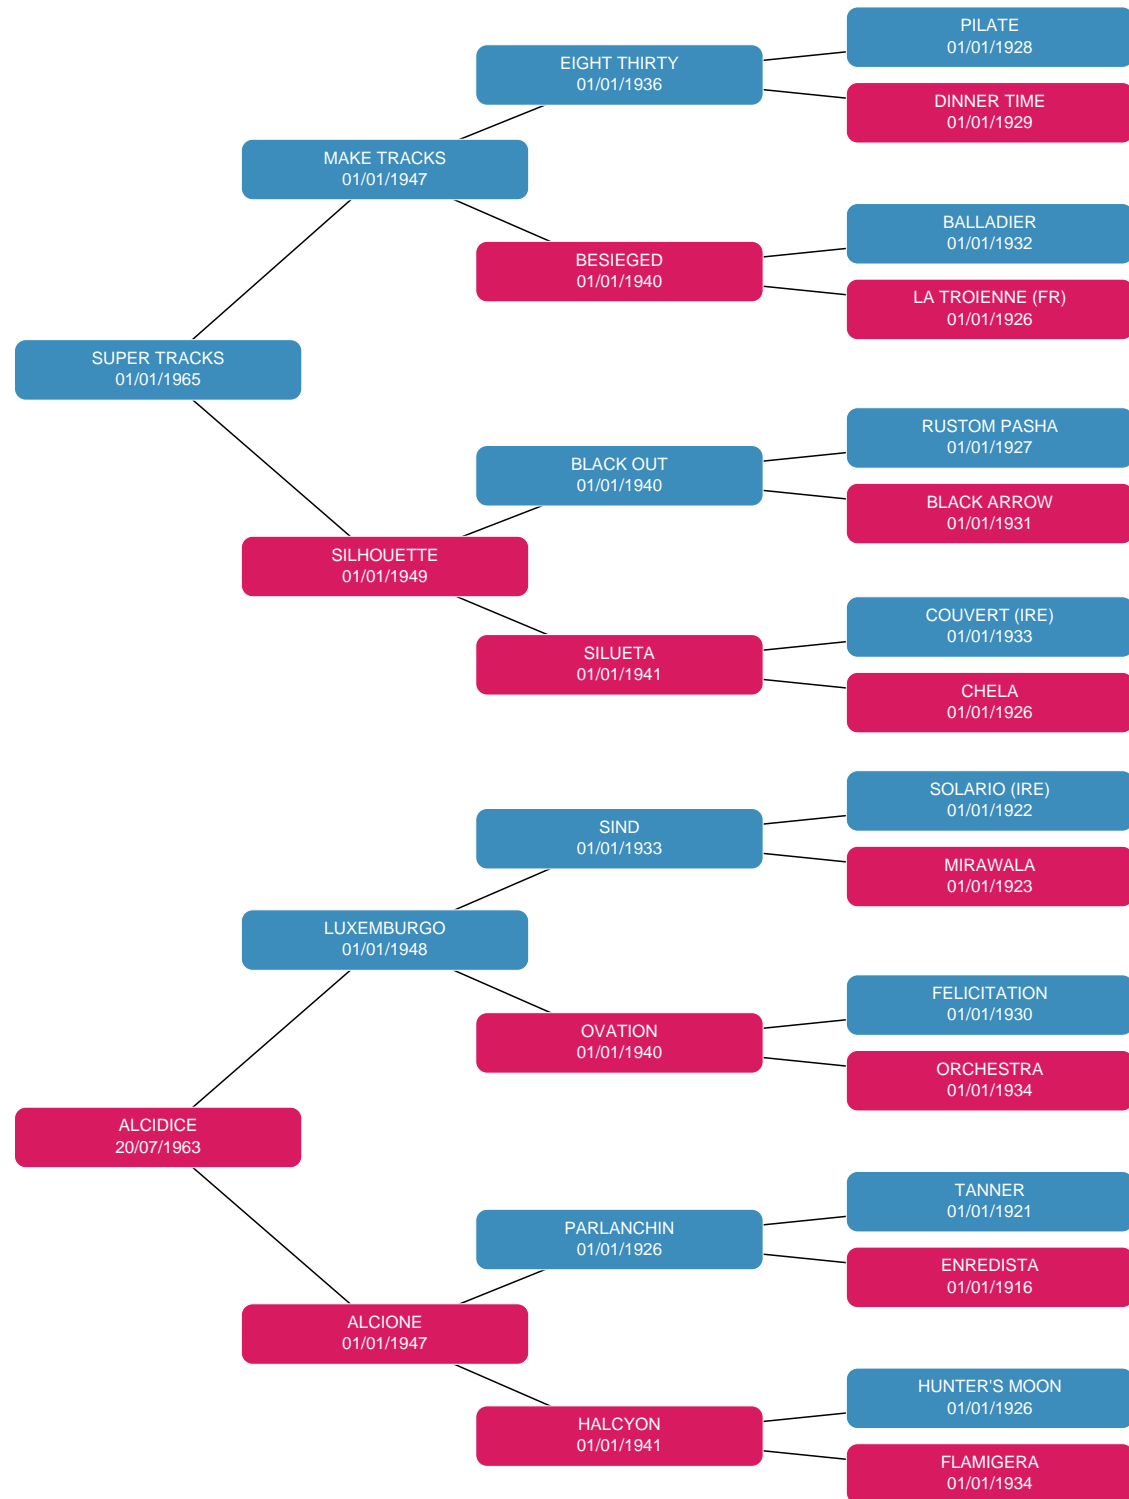 PILATE
01/01/1928
EIGHT THIRTY
01/01/1936
DINNER TIME
01/01/1929
MAKE TRACKS
01/01/1947
BALLADIER
01/01/1932
BESIEGED
01/01/1940
LA TROIENNE (FR)
01/01/1926
SUPER TRACKS
01/01/1965
RUSTOM PASHA
01/01/1927
BLACK OUT
01/01/1940
BLACK ARROW
01/01/1931
SILHOUETTE
01/01/1949
COUVERT (IRE)
01/01/1933
SILUETA
01/01/1941
CHELA
01/01/1926
SOLARIO (IRE)
01/01/1922
SIND
01/01/1933
MIRAWALA
01/01/1923
LUXEMBURGO
01/01/1948
FELICITATION
01/01/1930
OVATION
01/01/1940
ORCHESTRA
01/01/1934
ALCIDICE
20/07/1963
TANNER
01/01/1921
PARLANCHIN
01/01/1926
ENREDISTA
01/01/1916
ALCIONE
01/01/1947
HUNTER'S MOON
01/01/1926
HALCYON
01/01/1941
FLAMIGERA
01/01/1934